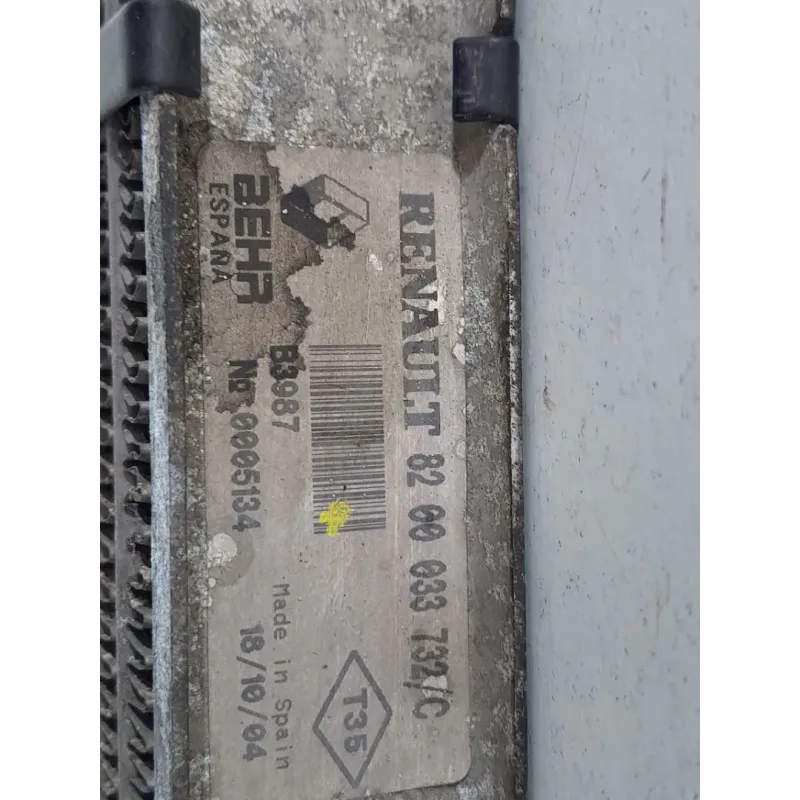 RENAULT 82 00 033 732/C
BEHR
ESPAÑA
B3987
No 0005134
Made in Spain
18/10/04
T35